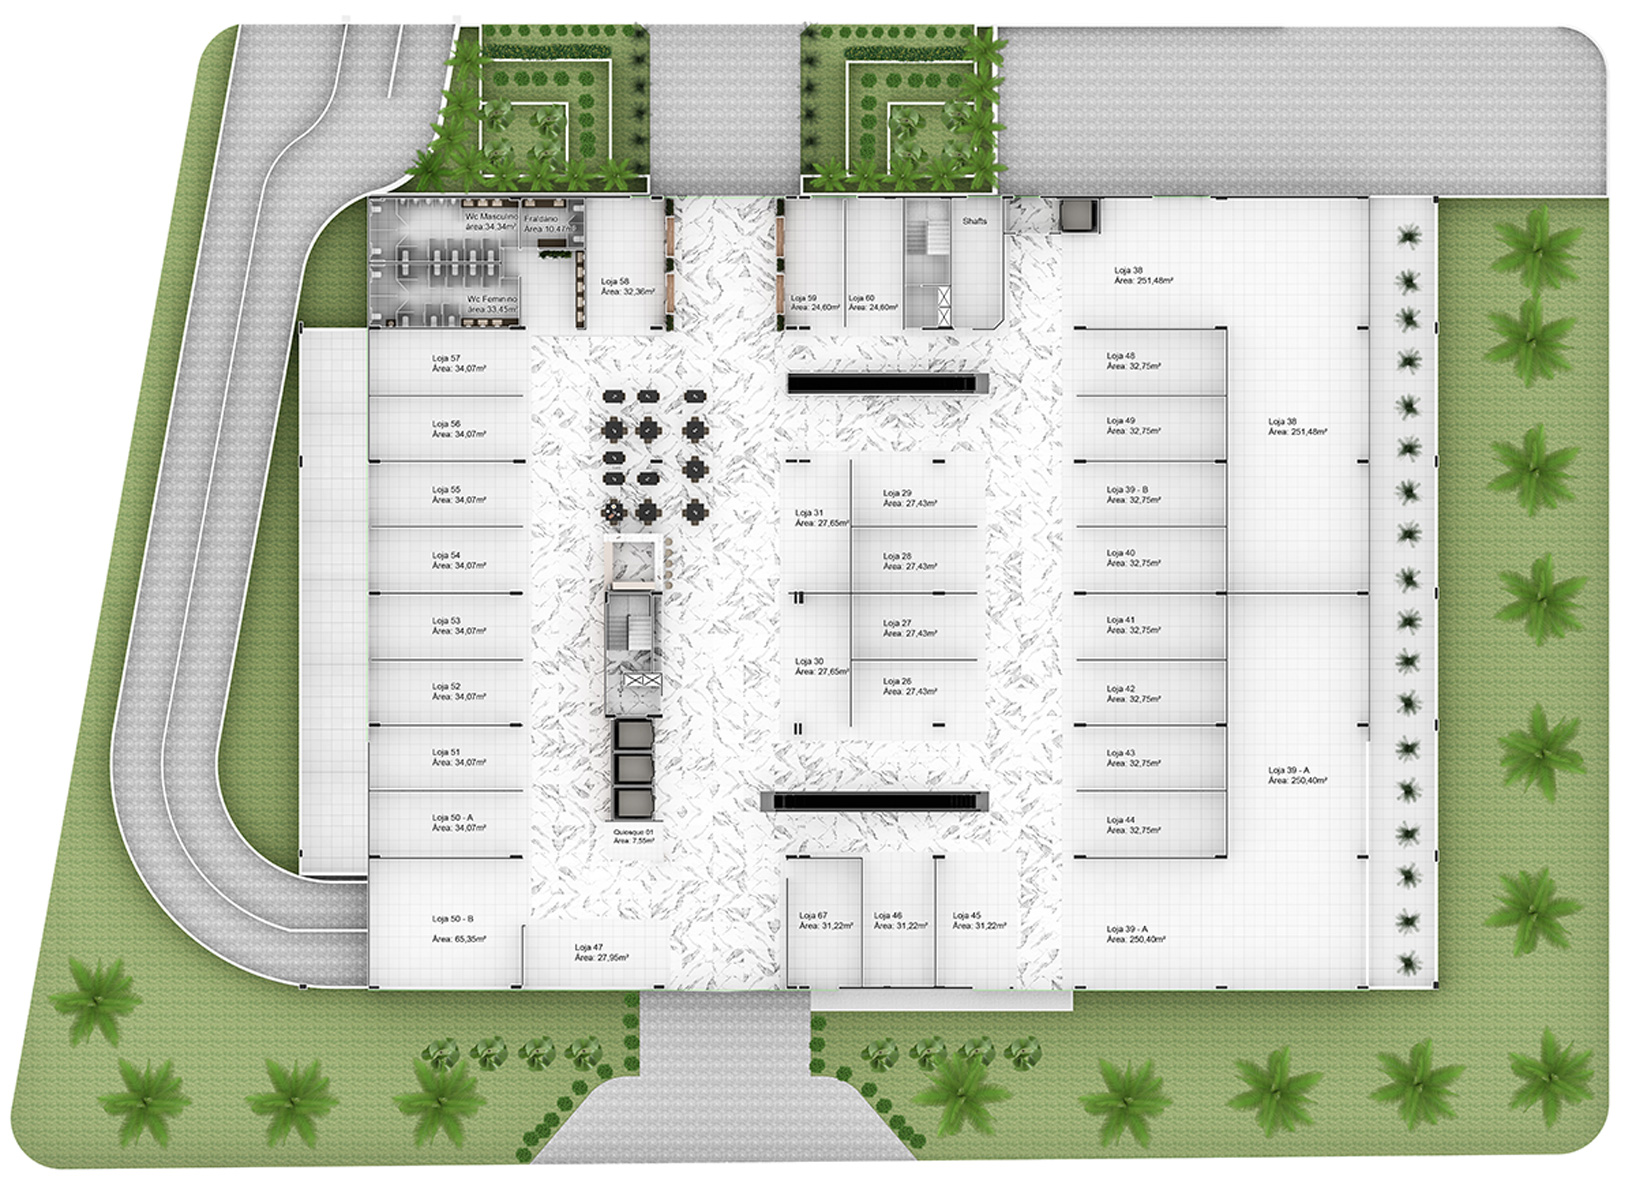 Wc Masculino
área:34.34m²
Fraldário
Área 10.47m²
Shafts
Wc Feminino
área 33.45m²
Loja 58
Área: 32,36m²
Loja 59
Área: 24,60m²
Loja 60
Área: 24,60m²
Loja 38
Área: 251,48m²
Loja 57
Área: 34,07m²
Loja 56
Área: 34,07m²
Loja 55
Área: 34,07m²
Loja 54
Área: 34,07m²
Loja 53
Área: 34,07m²
Loja 52
Área: 34,07m²
Loja 51
Área: 34,07m²
Loja 50 - A
Área: 34,07m²
Loja 50 - B
Área: 65,35m²
Loja 47
Área: 27,95m²
Quiosque 01
Área: 7,55m²
Loja 31
Área: 27,65m²
Loja 30
Área: 27,65m²
Loja 29
Área: 27,43m²
Loja 28
Área: 27,43m²
Loja 27
Área: 27,43m²
Loja 26
Área: 27,43m²
Loja 67
Área: 31,22m²
Loja 46
Área: 31,22m²
Loja 45
Área: 31,22m²
Loja 48
Área: 32,75m²
Loja 49
Área: 32,75m²
Loja 39 - B
Área: 32,75m²
Loja 40
Área: 32,75m²
Loja 41
Área: 32,75m²
Loja 42
Área: 32,75m²
Loja 43
Área: 32,75m²
Loja 44
Área: 32,75m²
Loja 38
Área: 251,48m²
Loja 39 - A
Área: 250,40m²
Loja 39 - A
Área: 250,40m²